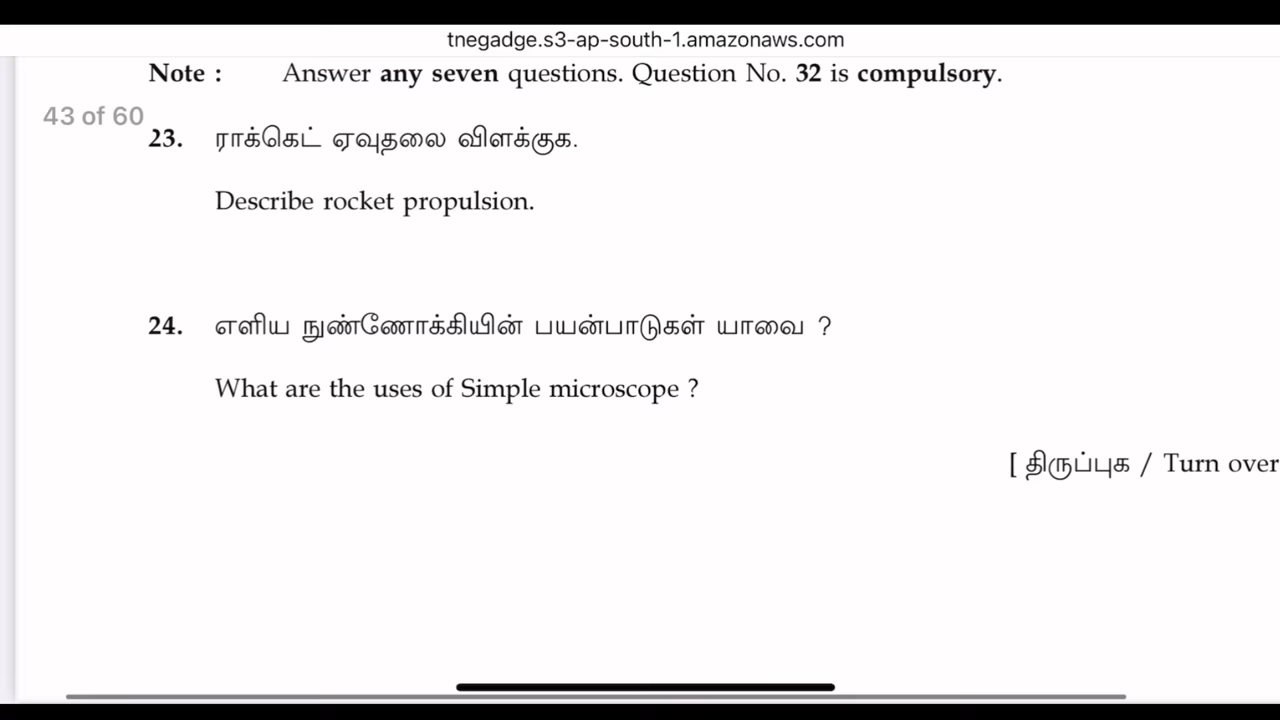 tnegadge.s3-ap-south-1.amazonaws.com
Note : Answer any seven questions. Question No. 32 is compulsory.
43 of 60
23. ராக்கெட் ஏவுதலை விளக்குக.
Describe rocket propulsion.
24. எளிய நுண்ணோக்கியின் பயன்பாடுகள் யாவை ?
What are the uses of Simple microscope ?
[ திருப்புக / Turn over